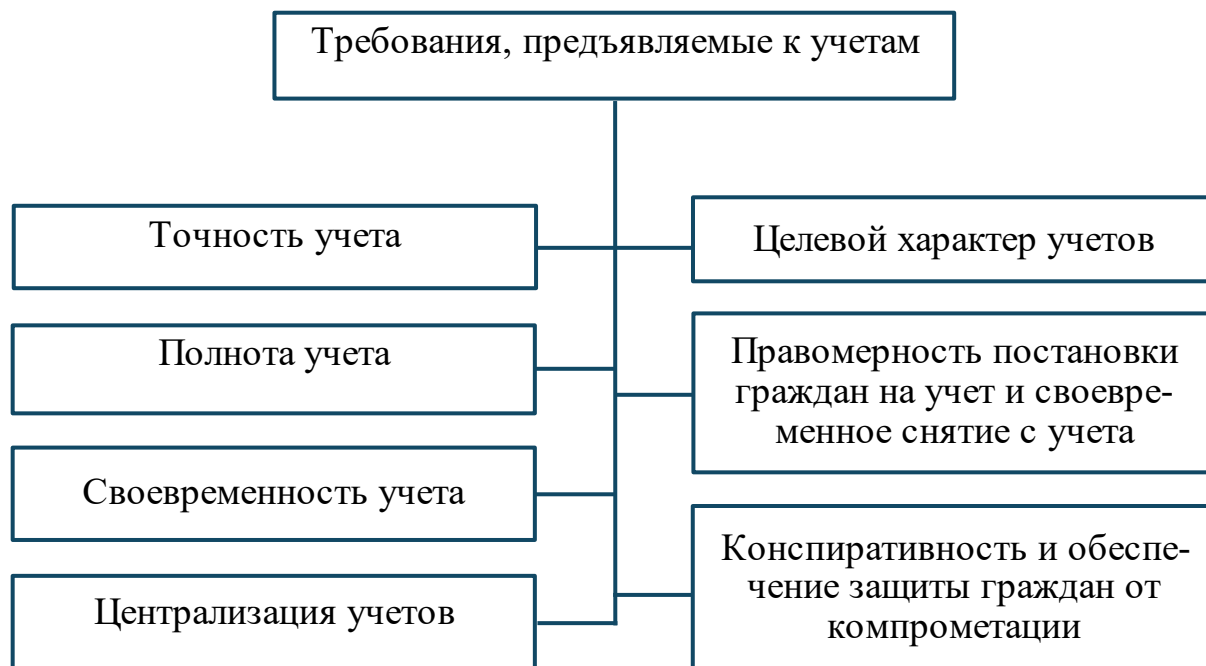 Требования, предъявляемые к учетам
Точность учета
Полнота учета
Своевременность учета
Централизация учетов
Целевой характер учетов
Правомерность постановки
граждан на учет и своевре-
менное снятие с учета
Конспиративность и обеспе-
чение защиты граждан от
компрометации